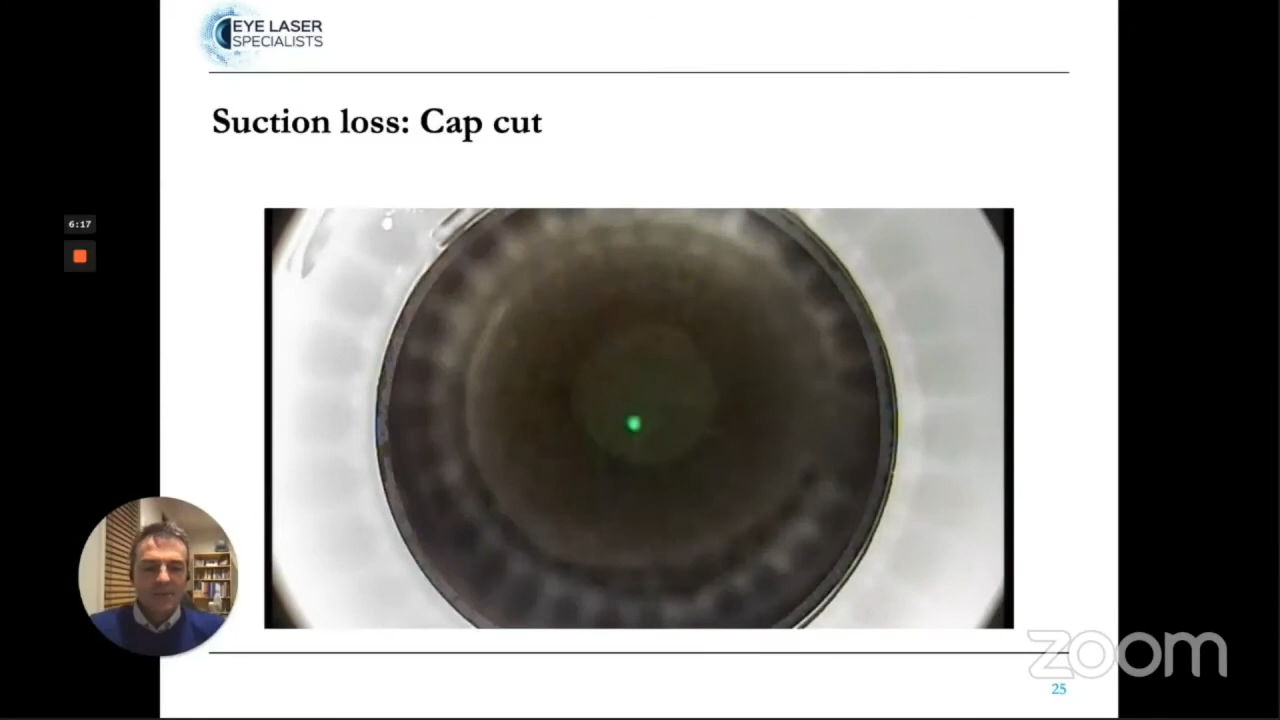 EYE LASER
SPECIALISTS
Suction loss: Cap cut
6:17
zoom
25